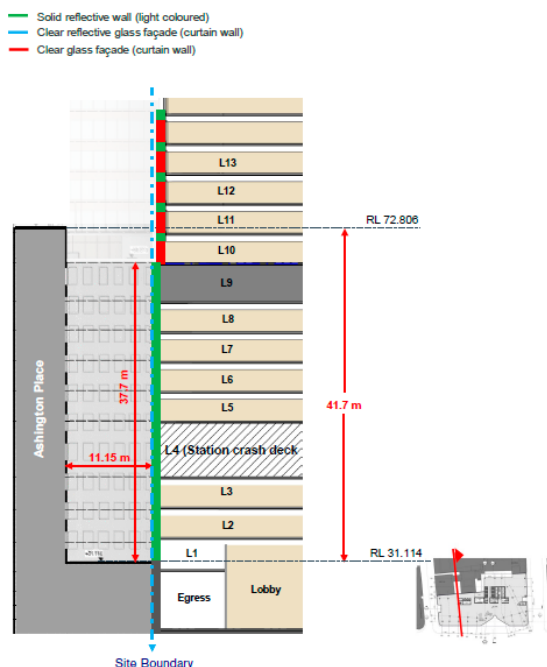 Solid reflective wall (light coloured)
Clear reflective glass façade (curtain wall)
Clear glass façade (curtain wall)
L13
L12
L11
RL 72.806
L10
L9
L8
L7
37.7 m
L6
Ashington Place
L5
41.7 m
11.15 m
L4 (Station crash deck
L3
L2
L1
RL 31.114
Egress
Lobby
Site Boundary